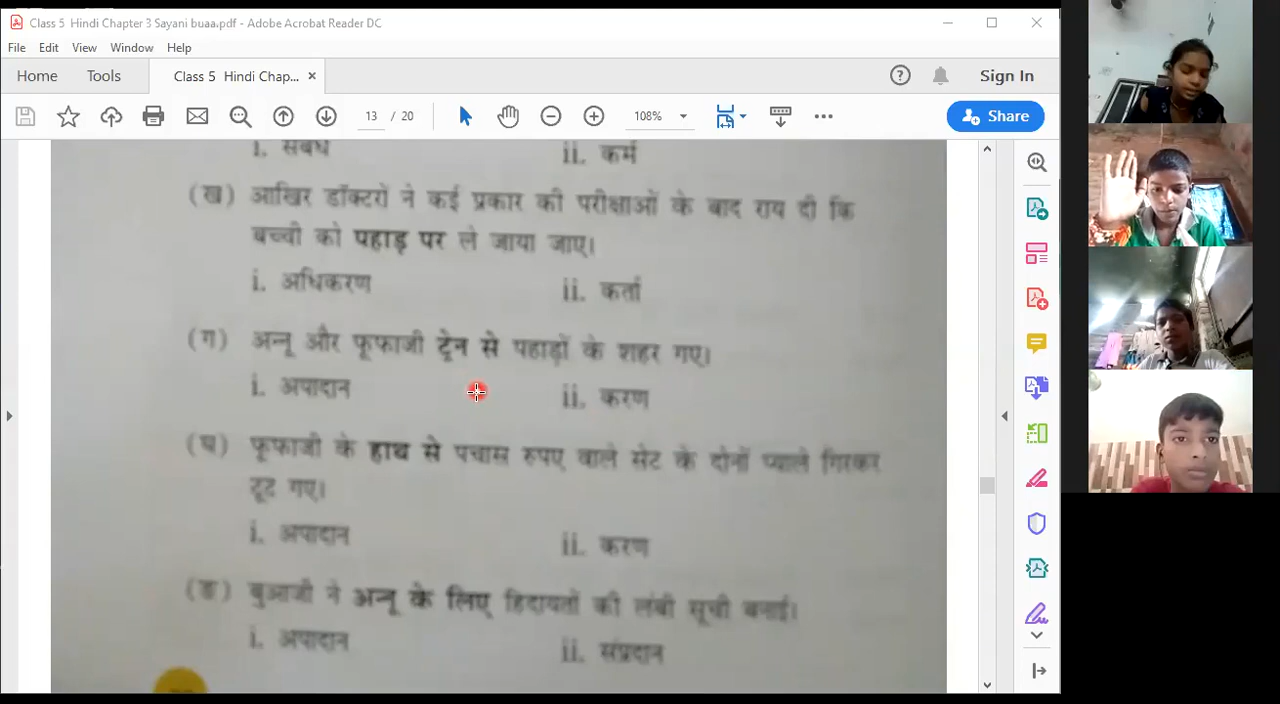 Class 5 Hindi Chapter 3 Sayani buaa.pdf - Adobe Acrobat Reader DC
File Edit View Window Help
Home Tools Class 5 Hindi Chap... × Sign In
13 / 20 108% Share
i. संबंध ii. कर्म
(ख) आखिर डॉक्टरों ने कई प्रकार की परीक्षाओं के बाद राय दी कि
बच्ची को पहाड़ पर ले जाया जाए।
i. अधिकरण ii. कर्ता
(ग) अन्नू और फूफाजी ट्रेन से पहाड़ों के शहर गए।
i. अपादान ii. करण
(घ) फूफाजी के हाथ से पचास रुपए वाले सेट के दोनों प्याले गिरकर
टूट गए।
i. अपादान ii. करण
(ङ) बुआजी ने अन्नू के लिए हिदायतों की लंबी सूची बनाई।
i. अपादान ii. संप्रदान